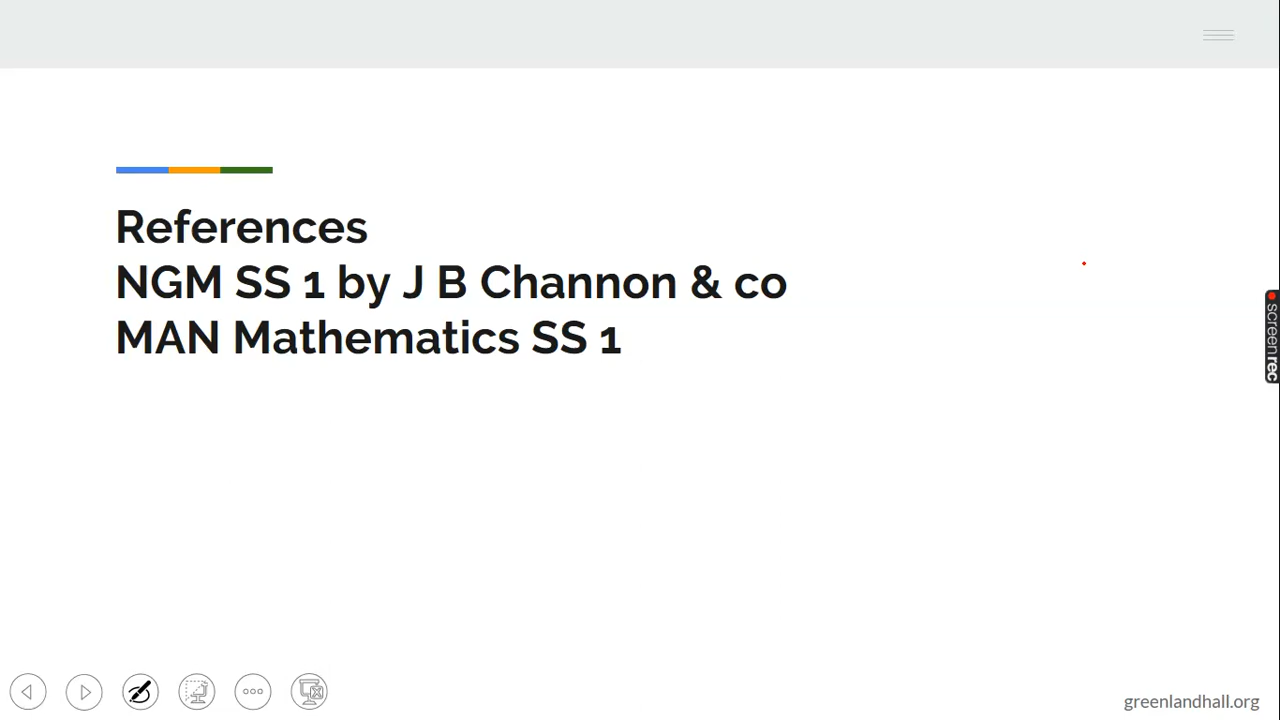 References
NGM SS 1 by J B Channon & co
MAN Mathematics SS 1
screenrec
greenlandhall.org